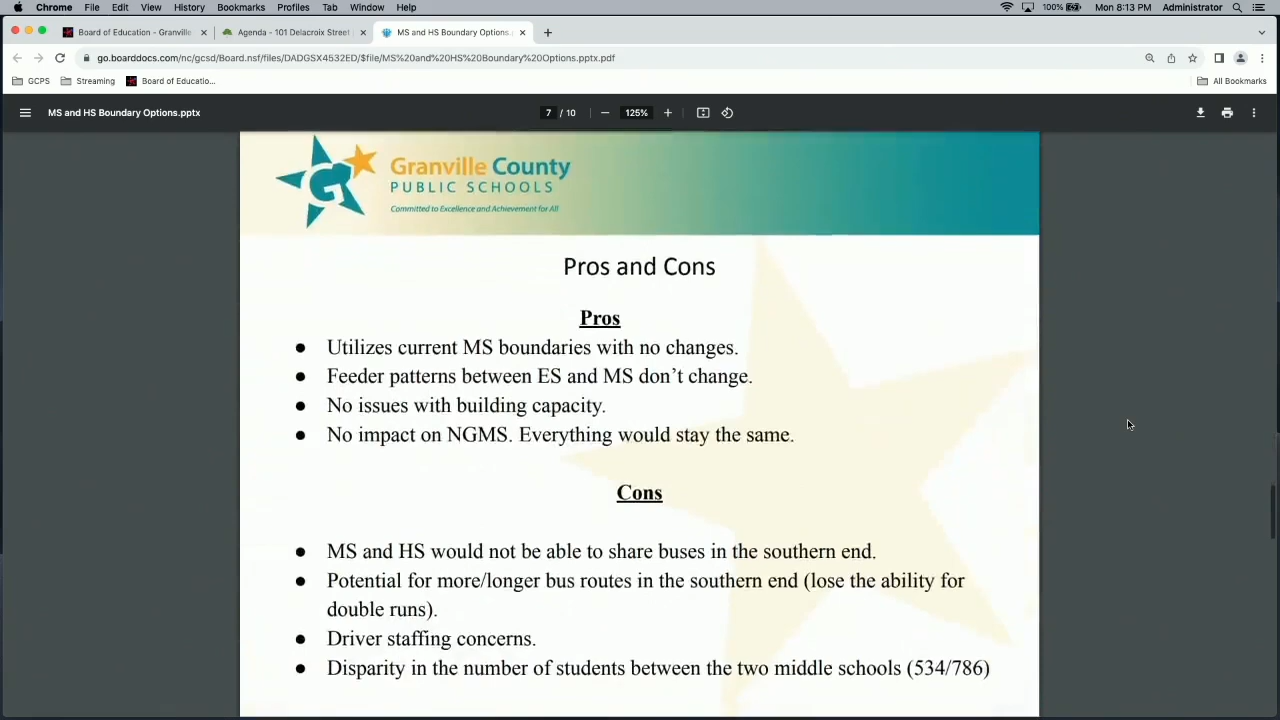 Chrome File Edit View History Bookmarks Profiles Tab Window Help 100% Mon 8:13 PM Administrator
Board of Education - Granville Agenda - 101 Delacroix Street MS and HS Boundary Options.
go.boarddocs.com/nc/gcsd/Board.nsf/files/DADGSX4532ED/$file/MS%20and%20HS%20Boundary%20Options.pptx.pdf
GCPS Streaming Board of Educatio... All Bookmarks
MS and HS Boundary Options.pptx 7 / 10 125%
G
Granville County
PUBLIC SCHOOLS
Committed to Excellence and Achievement for All
Pros and Cons
Pros
● Utilizes current MS boundaries with no changes.
● Feeder patterns between ES and MS don’t change.
● No issues with building capacity.
● No impact on NGMS. Everything would stay the same.
Cons
● MS and HS would not be able to share buses in the southern end.
● Potential for more/longer bus routes in the southern end (lose the ability for
double runs).
● Driver staffing concerns.
● Disparity in the number of students between the two middle schools (534/786)